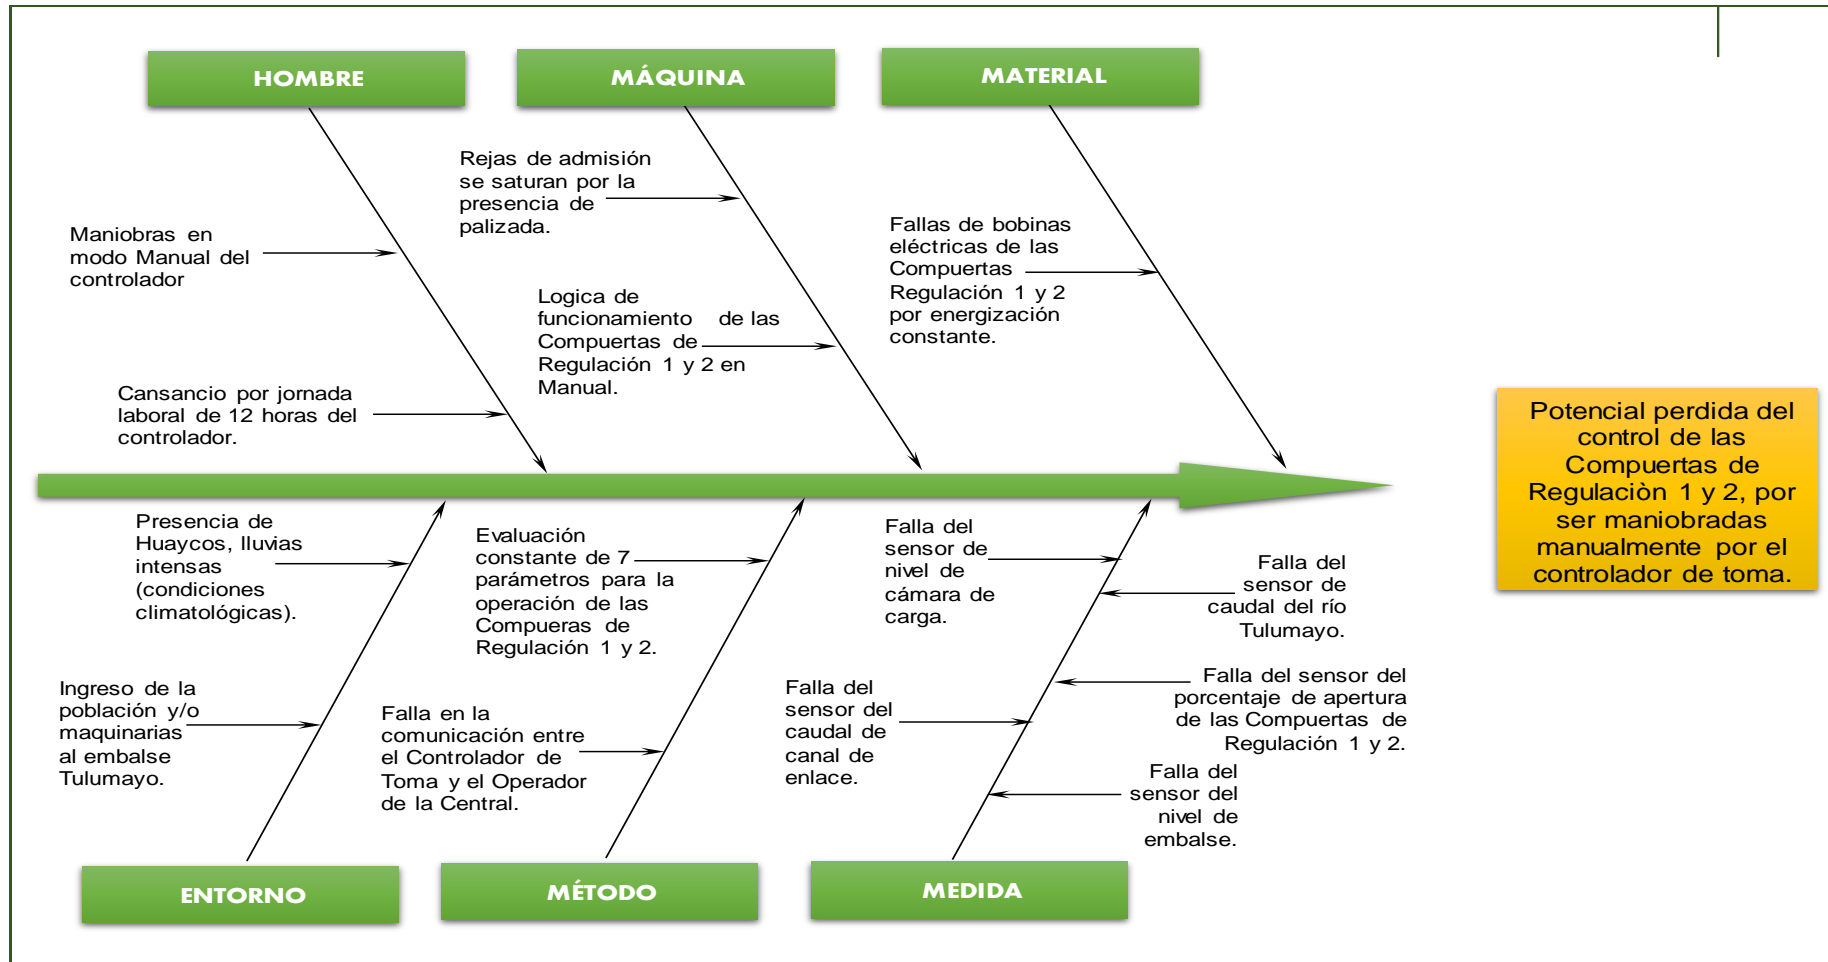 HOMBRE
MÁQUINA
MATERIAL
Rejas de admisión
se saturan por la
presencia de
palizada.
Maniobras en
modo Manual del
controlador
Fallas de bobinas
eléctricas de las
Compuertas
Regulación 1 y 2
por energización
constante.
Logica de
funcionamiento de las
Compuertas de
Regulación 1 y 2 en
Manual.
Cansancio por jornada
laboral de 12 horas del
controlador.
Potencial perdida del
control de las
Compuertas de
Regulaciòn 1 y 2, por
ser maniobradas
manualmente por el
controlador de toma.
Presencia de
Huaycos, lluvias
intensas
(condiciones
climatológicas).
Evaluación
constante de 7
parámetros para la
operación de las
Compueras de
Regulación 1 y 2.
Falla del
sensor de
nivel de
cámara de
carga.
Falla del
sensor de
caudal del río
Tulumayo.
Ingreso de la
población y/o
maquinarias
al embalse
Tulumayo.
Falla en la
comunicación entre
el Controlador de
Toma y el Operador
de la Central.
Falla del
sensor del
caudal de
canal de
enlace.
Falla del sensor del
porcentaje de apertura
de las Compuertas de
Regulación 1 y 2.
Falla del
sensor del
nivel de
embalse.
ENTORNO
MÉTODO
MEDIDA